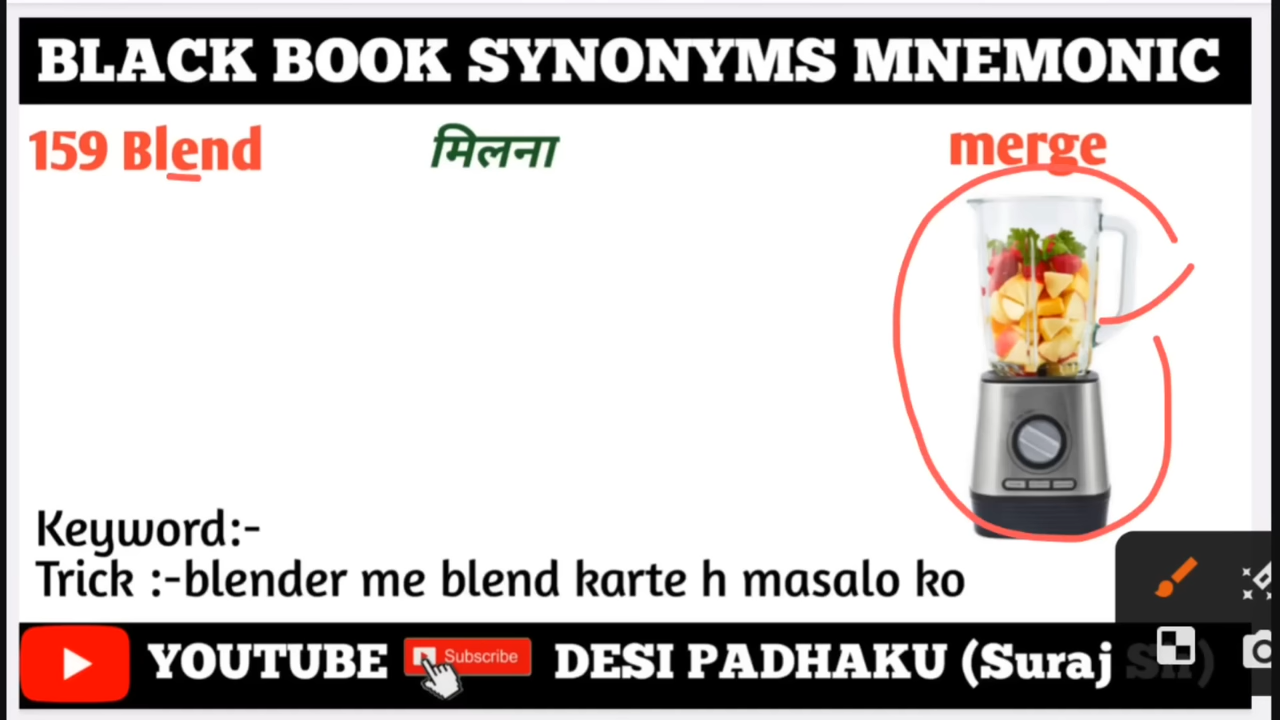 BLACK BOOK SYNONYMS MNEMONIC
159 Blend मिलना merge
Keyword:-
Trick :-blender me blend karte h masalo ko
YOUTUBE Subscribe DESI PADHAKU (Suraj Sir)